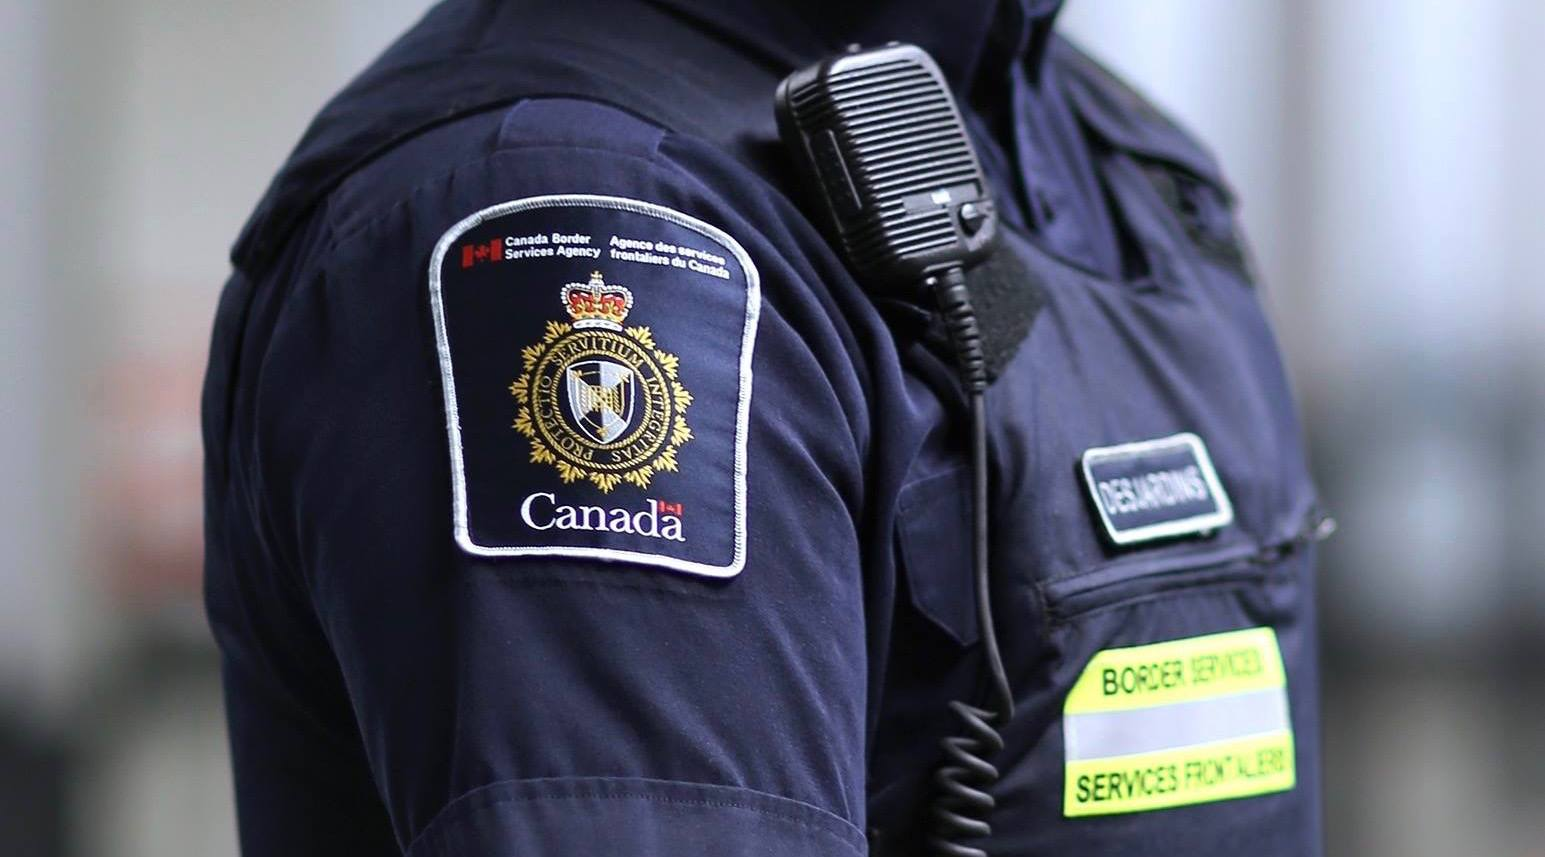 Canada Border
Services Agency
Agence des services
frontaliers du Canada
PROTECTIO SERVITIUM INTEGRITAS
Canada
DESJARDINS
BORDER SERVICES
SERVICES FRONTALIERS